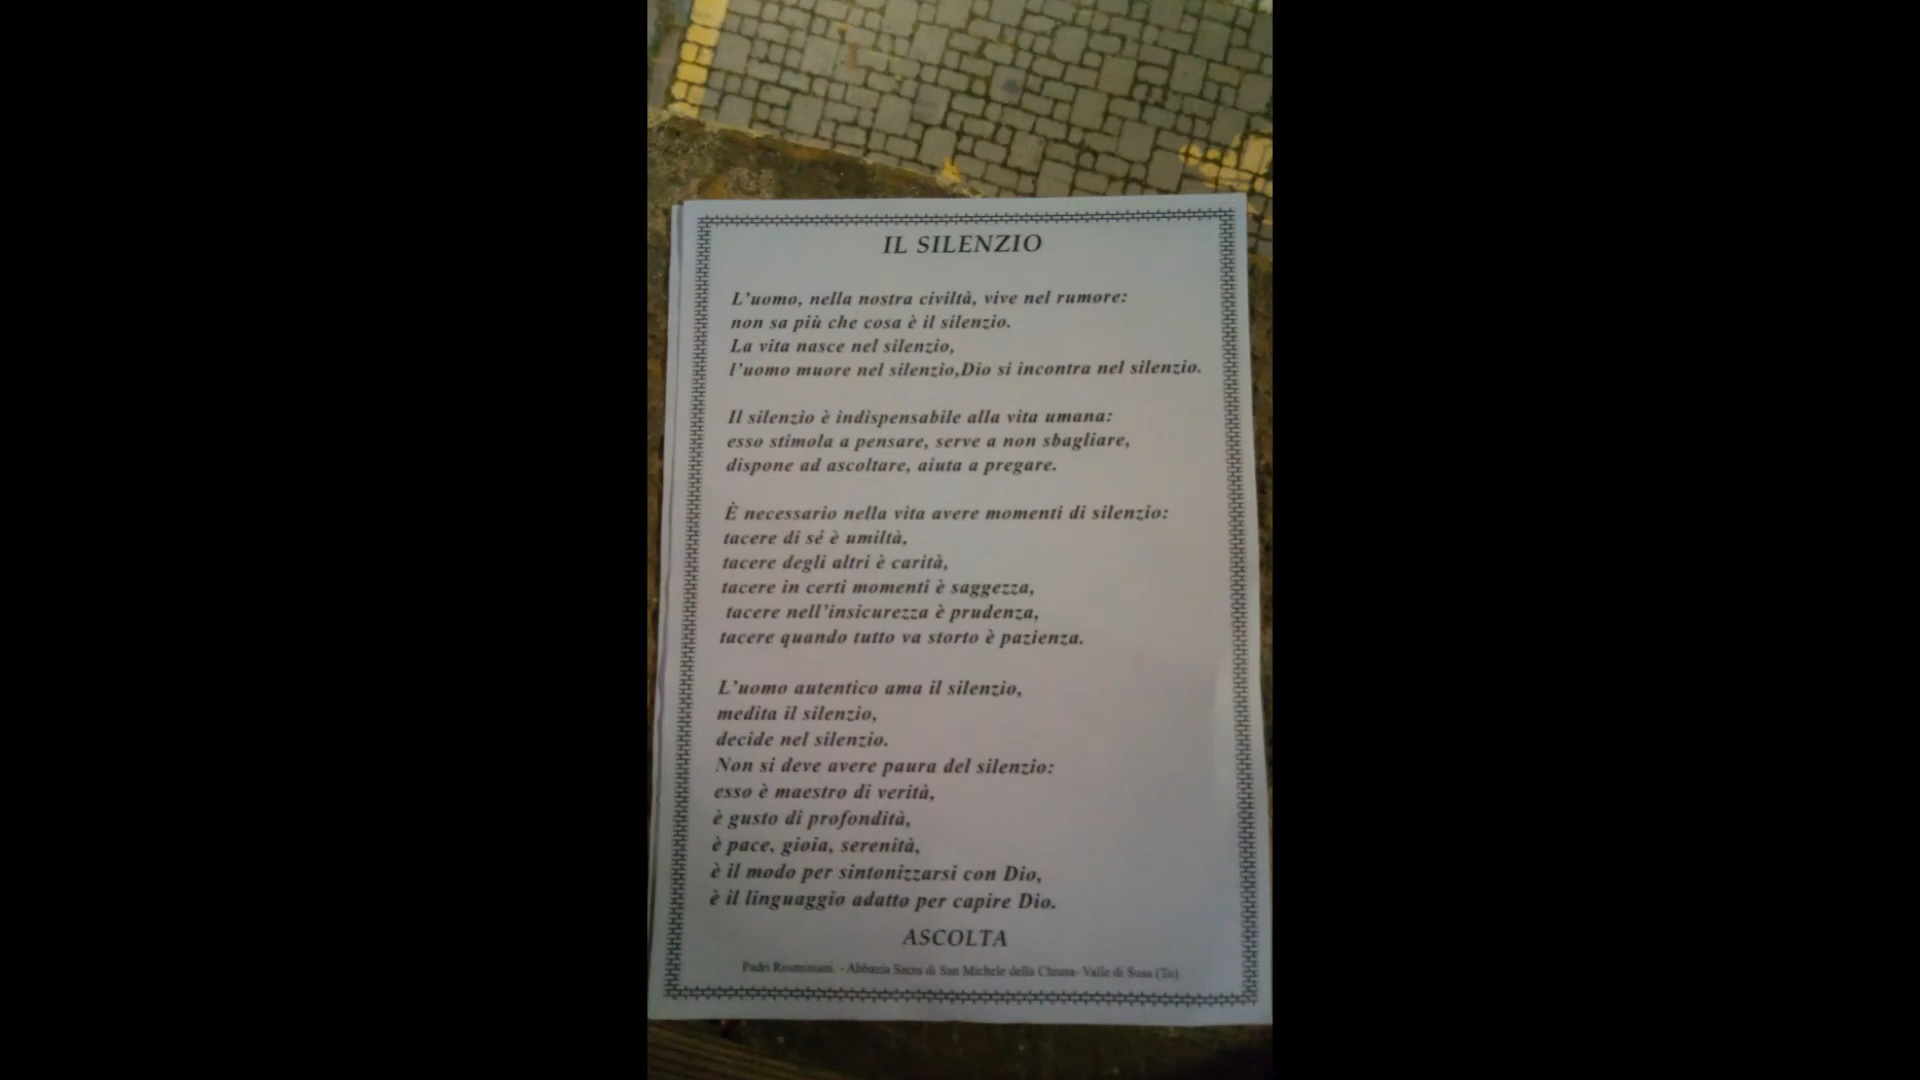 IL SILENZIO
L'uomo, nella nostra civiltà, vive nel rumore:
non sa più che cosa è il silenzio.
La vita nasce nel silenzio,
l'uomo muore nel silenzio,Dio si incontra nel silenzio.
Il silenzio è indispensabile alla vita umana:
esso stimola a pensare, serve a non sbagliare,
dispone ad ascoltare, aiuta a pregare.
È necessario nella vita avere momenti di silenzio:
tacere di sé è umiltà,
tacere degli altri è carità,
tacere in certi momenti è saggezza,
tacere nell'insicurezza è prudenza,
tacere quando tutto va storto è pazienza.
L'uomo autentico ama il silenzio,
medita il silenzio,
decide nel silenzio.
Non si deve avere paura del silenzio:
esso è maestro di verità,
è gusto di profondità,
è pace, gioia, serenità,
è il modo per sintonizzarsi con Dio,
è il linguaggio adatto per capire Dio.
ASCOLTA
Padri Rosminiani. - Abbazia Sacra di San Michele della Chiusa- Valle di Susa (To)